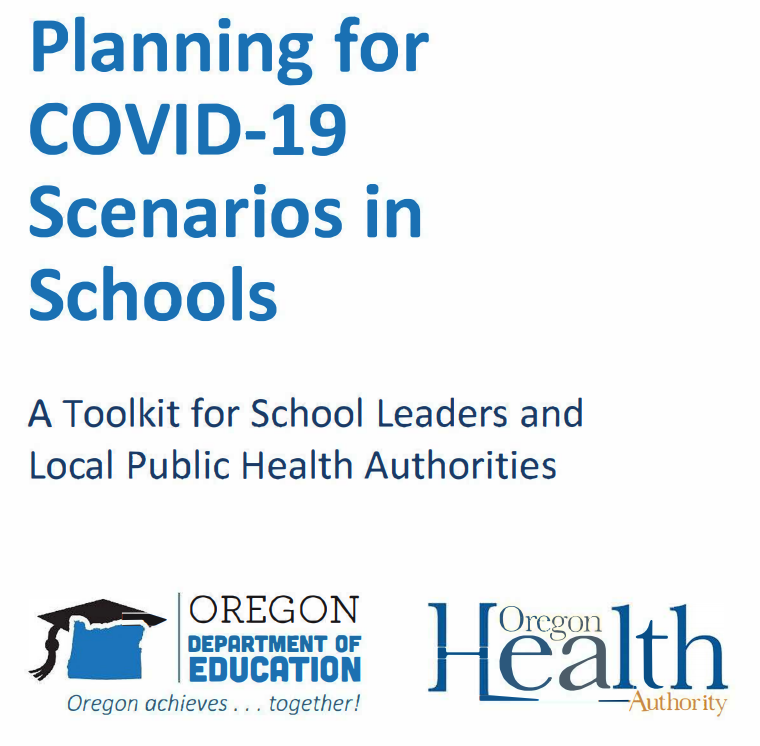 Planning for
COVID-19
Scenarios in
Schools
A Toolkit for School Leaders and
Local Public Health Authorities
OREGON
DEPARTMENT OF
EDUCATION
Oregon achieves . . . together!
Oregon
Health
Authority